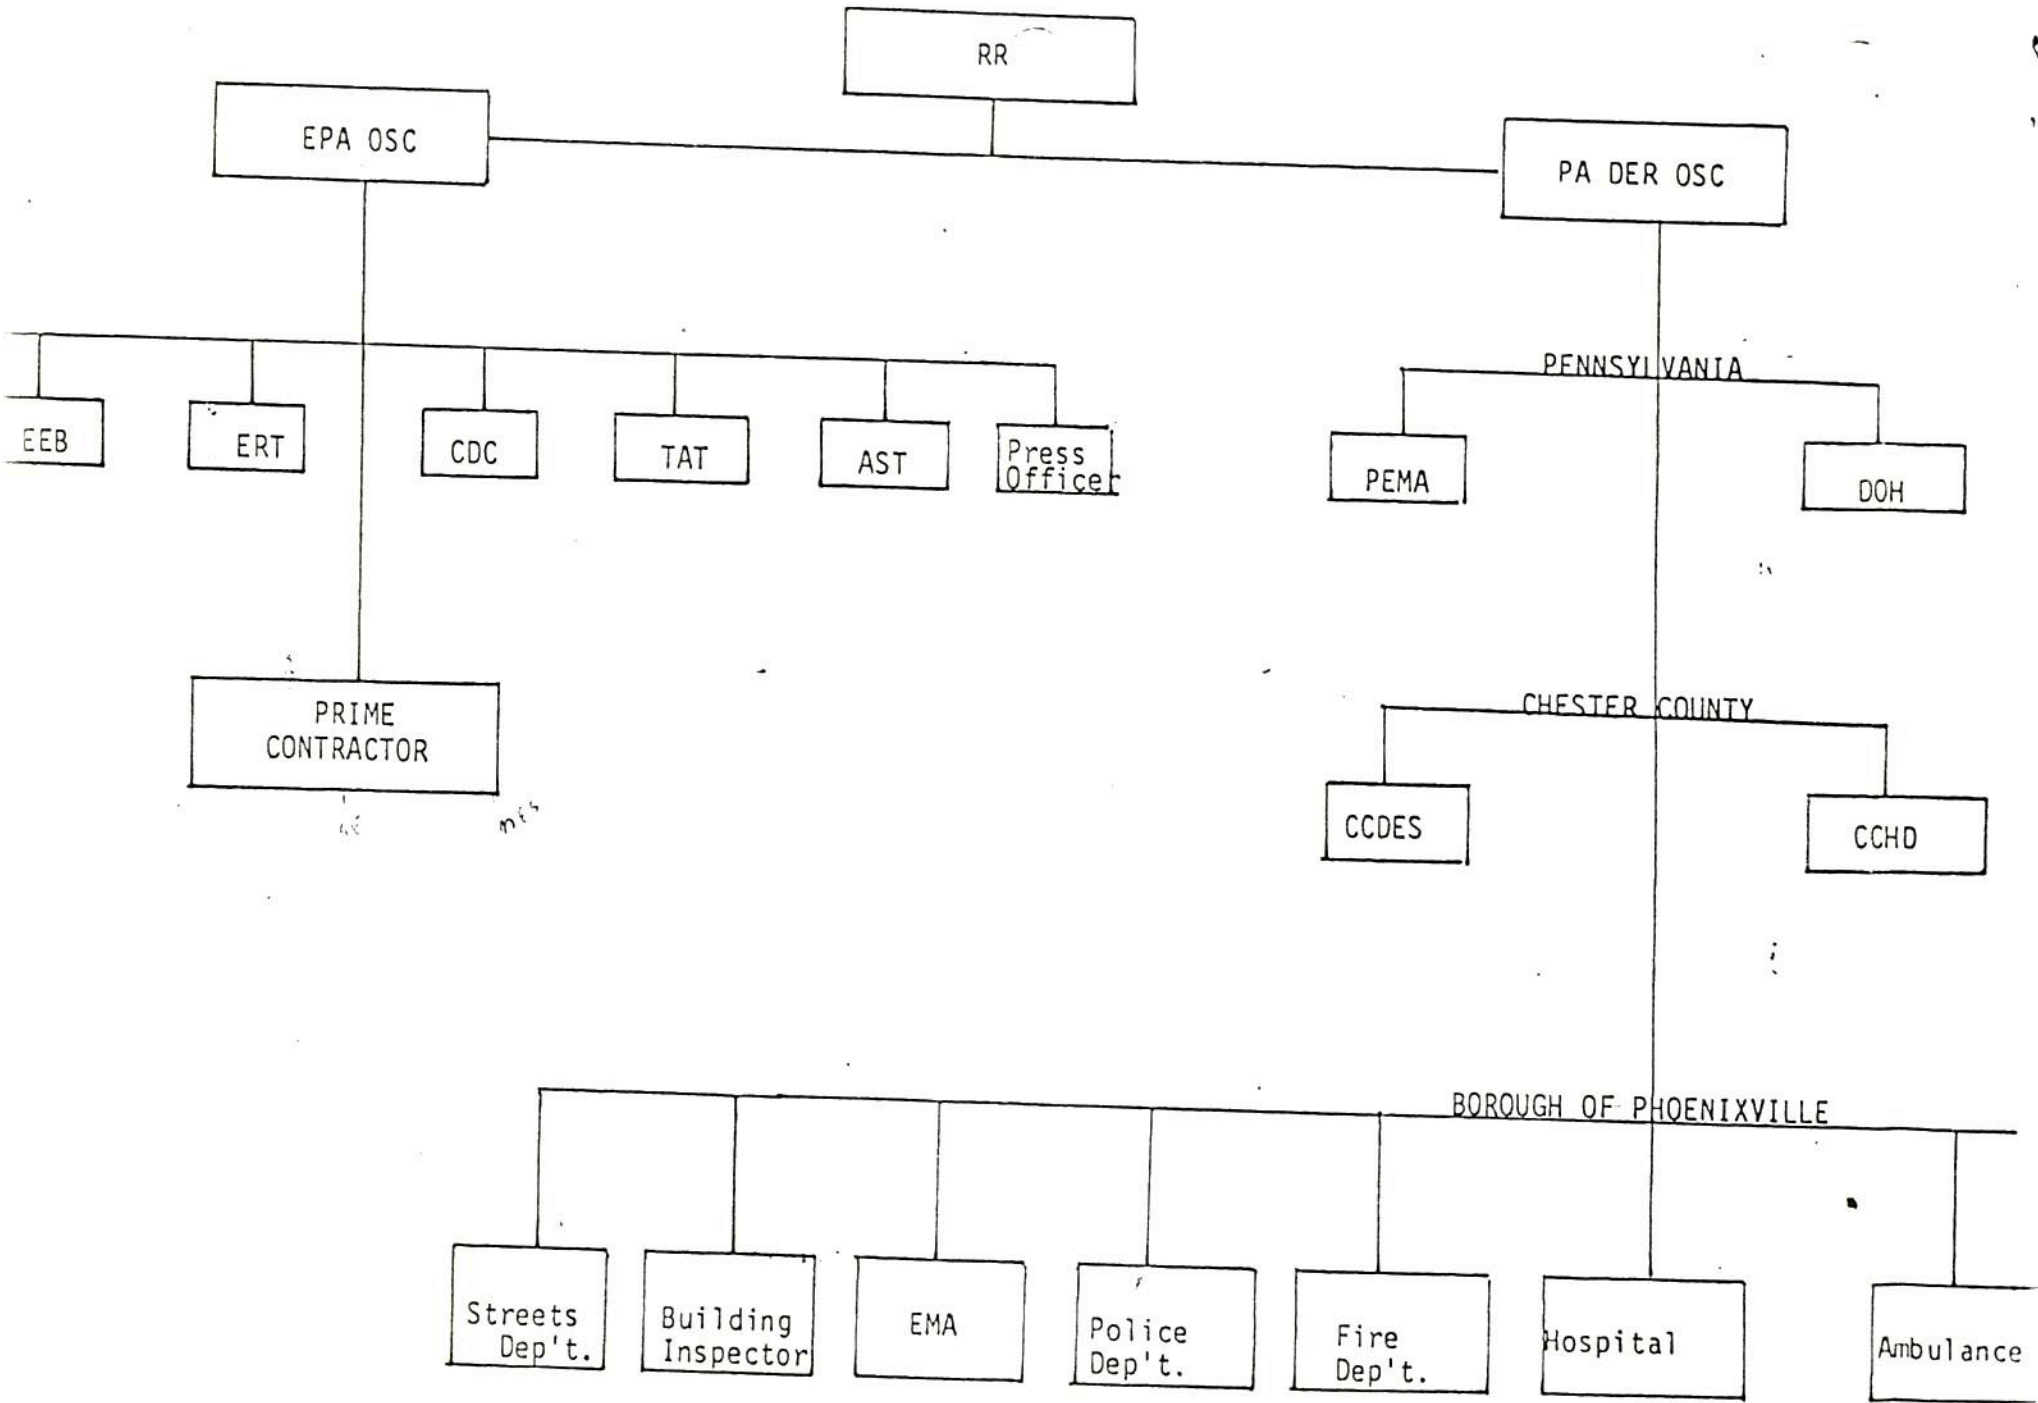 RR
EPA OSC
PA DER OSC
PENNSYLVANIA
EEB
ERT
CDC
TAT
AST
Press
Officer
PEMA
DOH
PRIME
CONTRACTOR
CHESTER COUNTY
CCDES
CCHD
BOROUGH OF PHOENIXVILLE
Streets
Dep't.
Building
Inspector
EMA
Police
Dep't.
Fire
Dep't.
Hospital
Ambulance